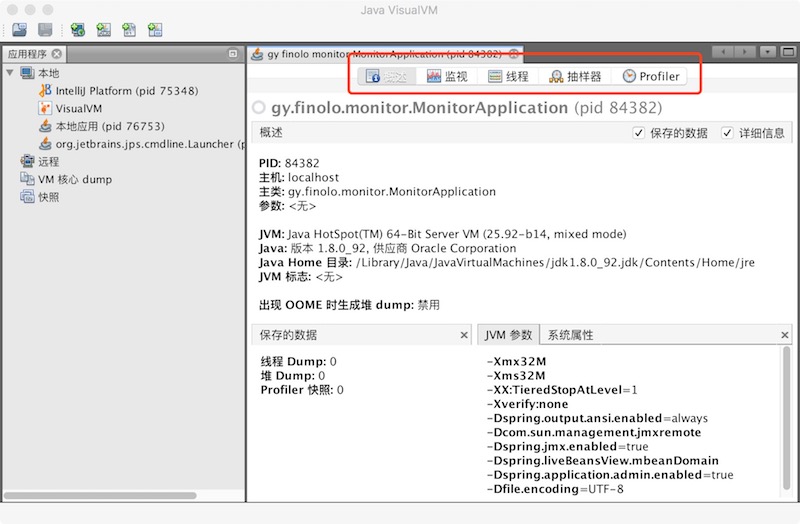 Java VisualVM
应用程序
本地
IntelliJ Platform (pid 75348)
VisualVM
本地应用 (pid 76753)
org.jetbrains.jps.cmdline.Launcher (p
远程
VM 核心 dump
快照
gy finolo monitor MonitorApplication (pid 84382)
概述
监视
线程
抽样器
Profiler
gy.finolo.monitor.MonitorApplication (pid 84382)
概述
保存的数据
详细信息
PID: 84382
主机: localhost
主类: gy.finolo.monitor.MonitorApplication
参数: <无>
JVM: Java HotSpot(TM) 64-Bit Server VM (25.92-b14, mixed mode)
Java: 版本 1.8.0_92, 供应商 Oracle Corporation
Java Home 目录: /Library/Java/JavaVirtualMachines/jdk1.8.0_92.jdk/Contents/Home/jre
JVM 标志: <无>
出现 OOME 时生成堆 dump: 禁用
保存的数据
线程 Dump: 0
堆 Dump: 0
Profiler 快照: 0
JVM 参数
系统属性
-Xmx32M
-Xms32M
-XX:TieredStopAtLevel=1
-Xverify:none
-Dspring.output.ansi.enabled=always
-Dcom.sun.management.jmxremote
-Dspring.jmx.enabled=true
-Dspring.liveBeansView.mbeanDomain
-Dspring.application.admin.enabled=true
-Dfile.encoding=UTF-8